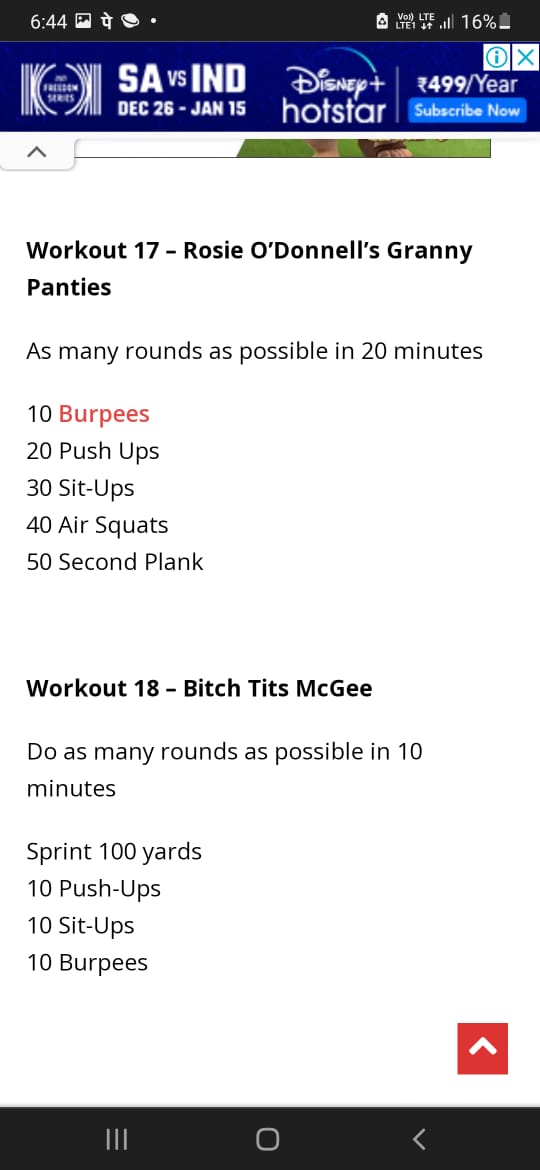 6:44 पे •
Vo)) LTE
LTE1 ↓↑ 16%
2021
FREEDOM
SERIES
SA VS IND
DEC 26 - JAN 15
Disney+
hotstar
₹499/Year
Subscribe Now
Workout 17 – Rosie O’Donnell’s Granny
Panties
As many rounds as possible in 20 minutes
10 Burpees
20 Push Ups
30 Sit-Ups
40 Air Squats
50 Second Plank
Workout 18 – Bitch Tits McGee
Do as many rounds as possible in 10
minutes
Sprint 100 yards
10 Push-Ups
10 Sit-Ups
10 Burpees